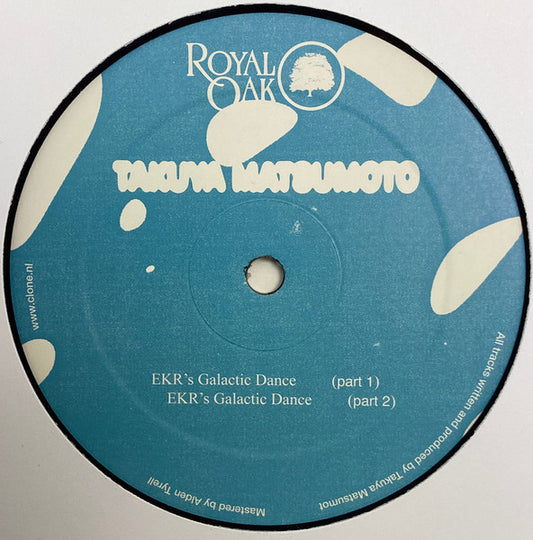 ROYAL
OAK
TAKUYA MATSUMOTO
EKR's Galactic Dance (part 1)
EKR's Galactic Dance (part 2)
www.clone.nl
Mastered by Alden Tyrell
All tracks written and produced by Takuya Matsumot